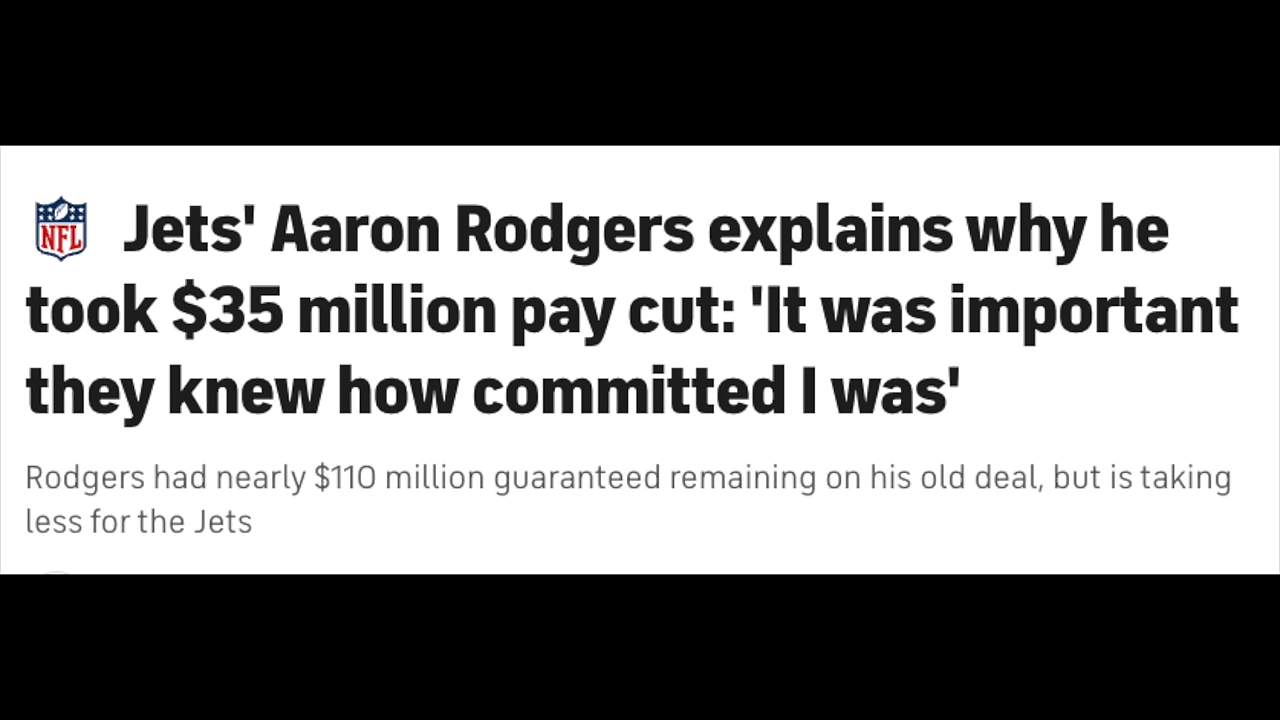 NFL Jets' Aaron Rodgers explains why he
took $35 million pay cut: 'It was important
they knew how committed I was'
Rodgers had nearly $110 million guaranteed remaining on his old deal, but is taking
less for the Jets